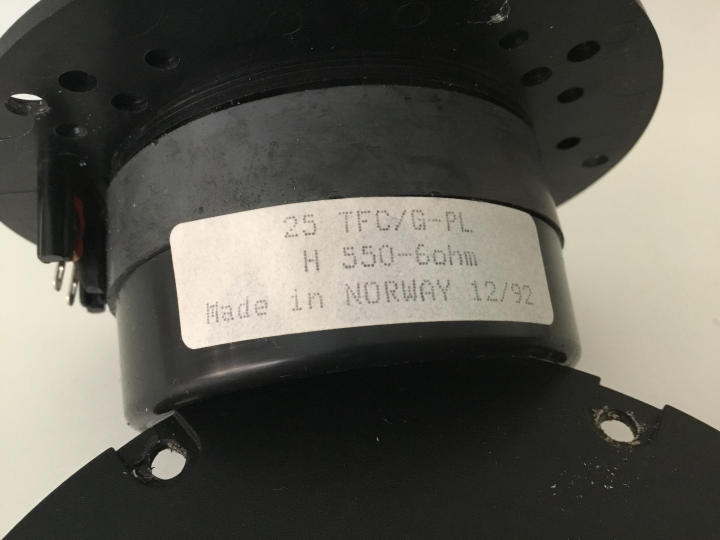 25 TFC/G-PL
H 550-6ohm
Made in NORWAY 12/92